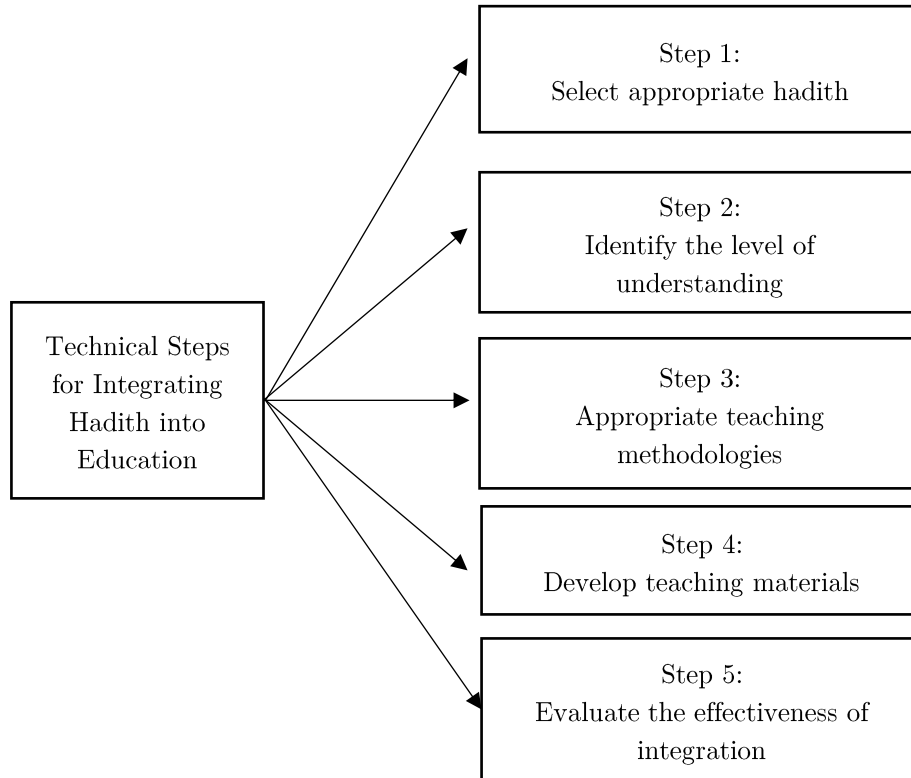 Technical Steps
for Integrating
Hadith into
Education
Step 1:
Select appropriate hadith
Step 2:
Identify the level of
understanding
Step 3:
Appropriate teaching
methodologies
Step 4:
Develop teaching materials
Step 5:
Evaluate the effectiveness of
integration